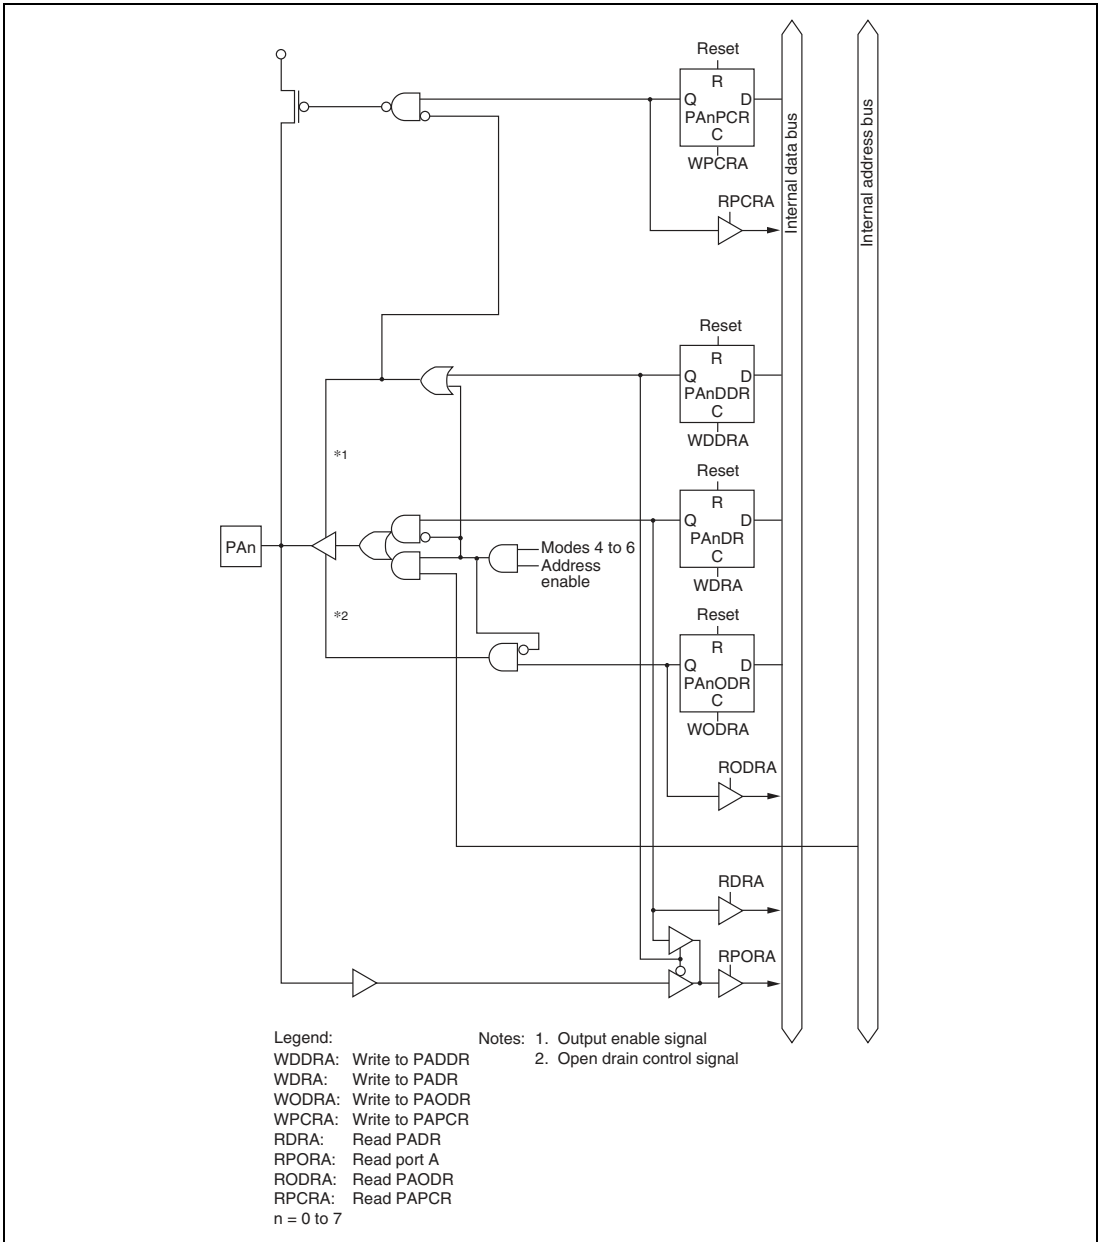 Reset
R
Q D
PAnPCR
C
WPCRA
RPCRA
Internal data bus
Internal address bus
Reset
R
Q D
PAnDDR
C
WDDRA
*1
Reset
R
Q D
PAnDR
C
WDRA
PAn
Modes 4 to 6
Address
enable
*2
Reset
R
Q D
PAnODR
C
WODRA
RODRA
RDRA
RPORA
Legend:
WDDRA: Write to PADDR
WDRA: Write to PADR
WODRA: Write to PAODR
WPCRA: Write to PAPCR
RDRA: Read PADR
RPORA: Read port A
RODRA: Read PAODR
RPCRA: Read PAPCR
n = 0 to 7
Notes: 1. Output enable signal
2. Open drain control signal